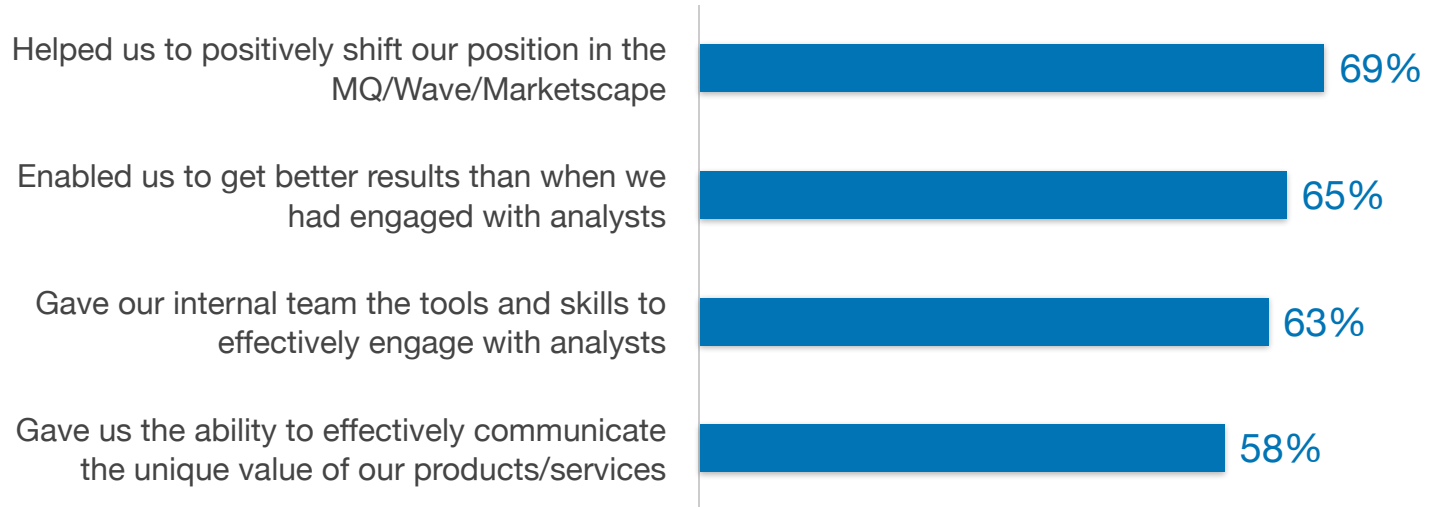 Helped us to positively shift our position in the
MQ/Wave/Marketscape
69%
Enabled us to get better results than when we
had engaged with analysts
65%
Gave our internal team the tools and skills to
effectively engage with analysts
63%
Gave us the ability to effectively communicate
the unique value of our products/services
58%